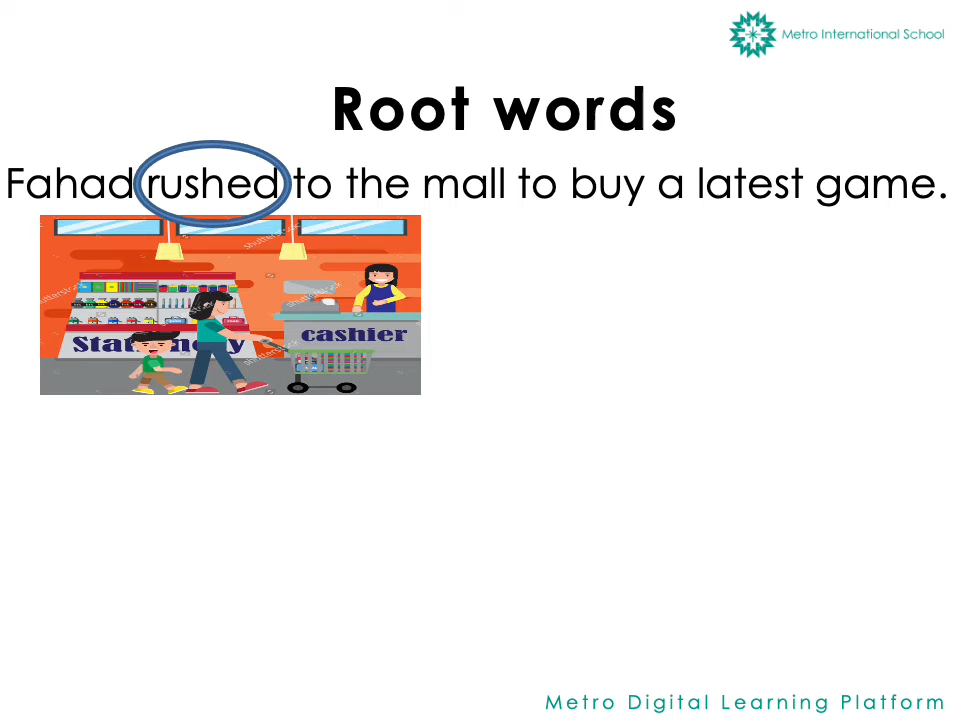 Metro International School
Root words
Fahad rushed to the mall to buy a latest game.
shutterstock
cashier
Metro Digital Learning Platform